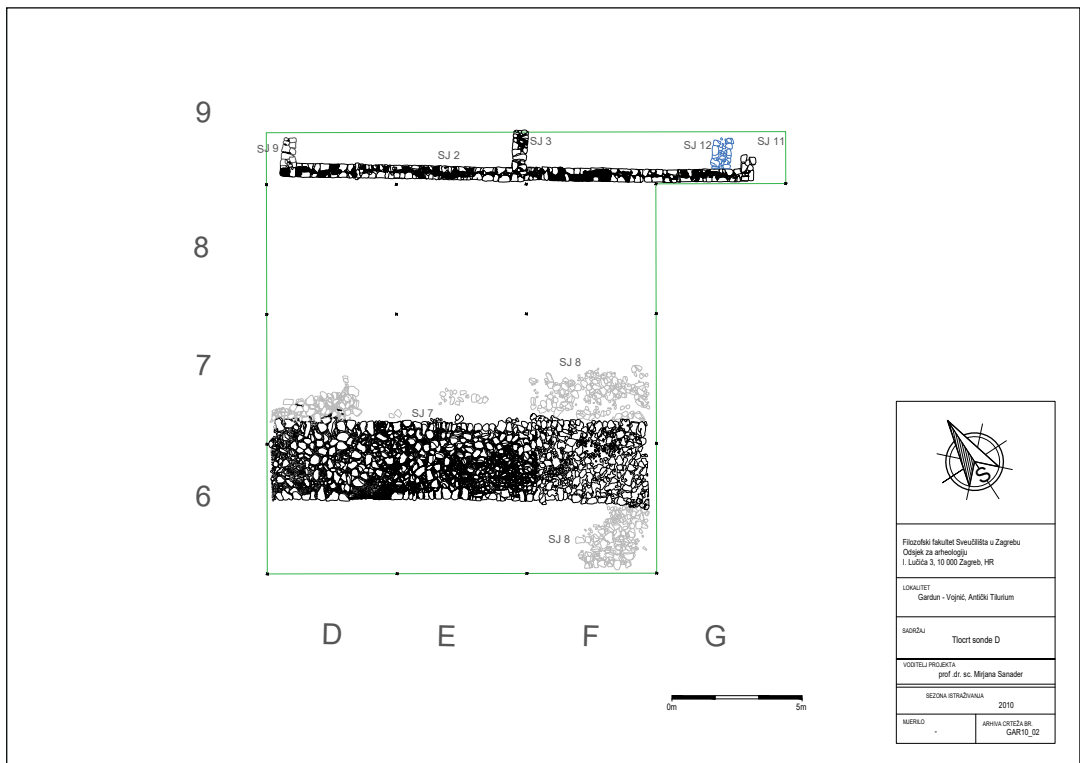 9
SJ 9
SJ 2
SJ 3
SJ 12
SJ 11
8
7
SJ 8
SJ 7
6
SJ 8
D
E
F
G
0m
5m
S
Filozofski fakultet Sveučilišta u Zagrebu
Odsjek za arheologiju
I. Lučića 3, 10 000 Zagreb, HR
LOKALITET
Gardun - Vojnić, Antički Tilurium
SADRŽAJ
Tlocrt sonde D
VODITELJ PROJEKTA
prof .dr. sc. Mirjana Sanader
SEZONA ISTRAŽIVANJA
2010
MJERILO
-
ARHIVA CRTEŽA BR.
GAR10_02